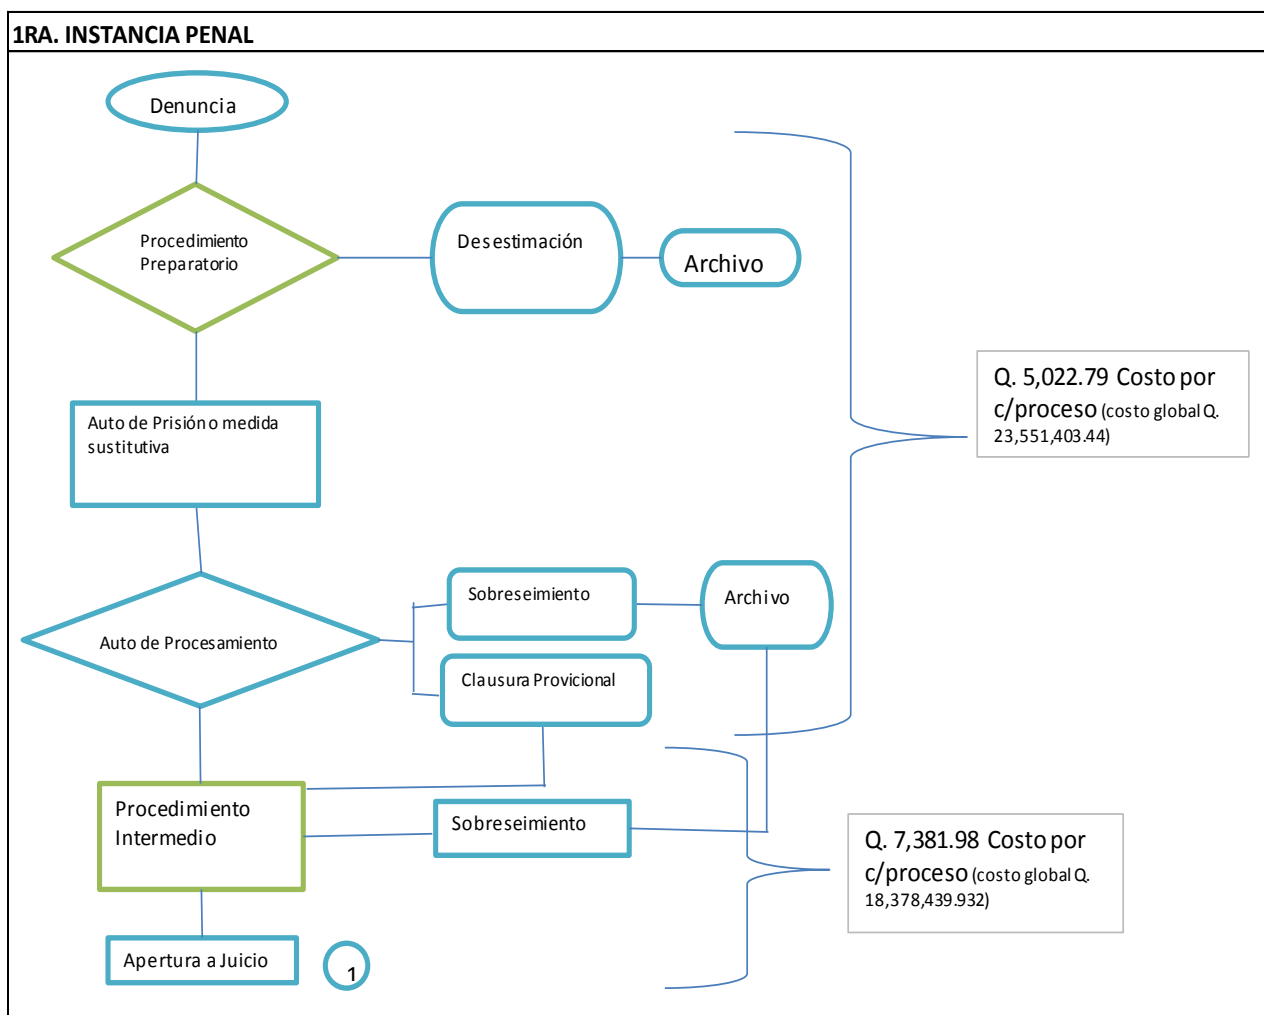 1RA. INSTANCIA PENAL
Denuncia
Procedimiento
Preparatorio
Desestimación
Archivo
Q. 5,022.79 Costo por
c/proceso (costo global Q.
23,551,403.44)
Auto de Prisión o medida
sustitutiva
Auto de Procesamiento
Sobreseimiento
Archivo
Clausura Provicional
Procedimiento
Intermedio
Sobreseimiento
Q. 7,381.98 Costo por
c/proceso (costo global Q.
18,378,439.932)
Apertura a Juicio
1